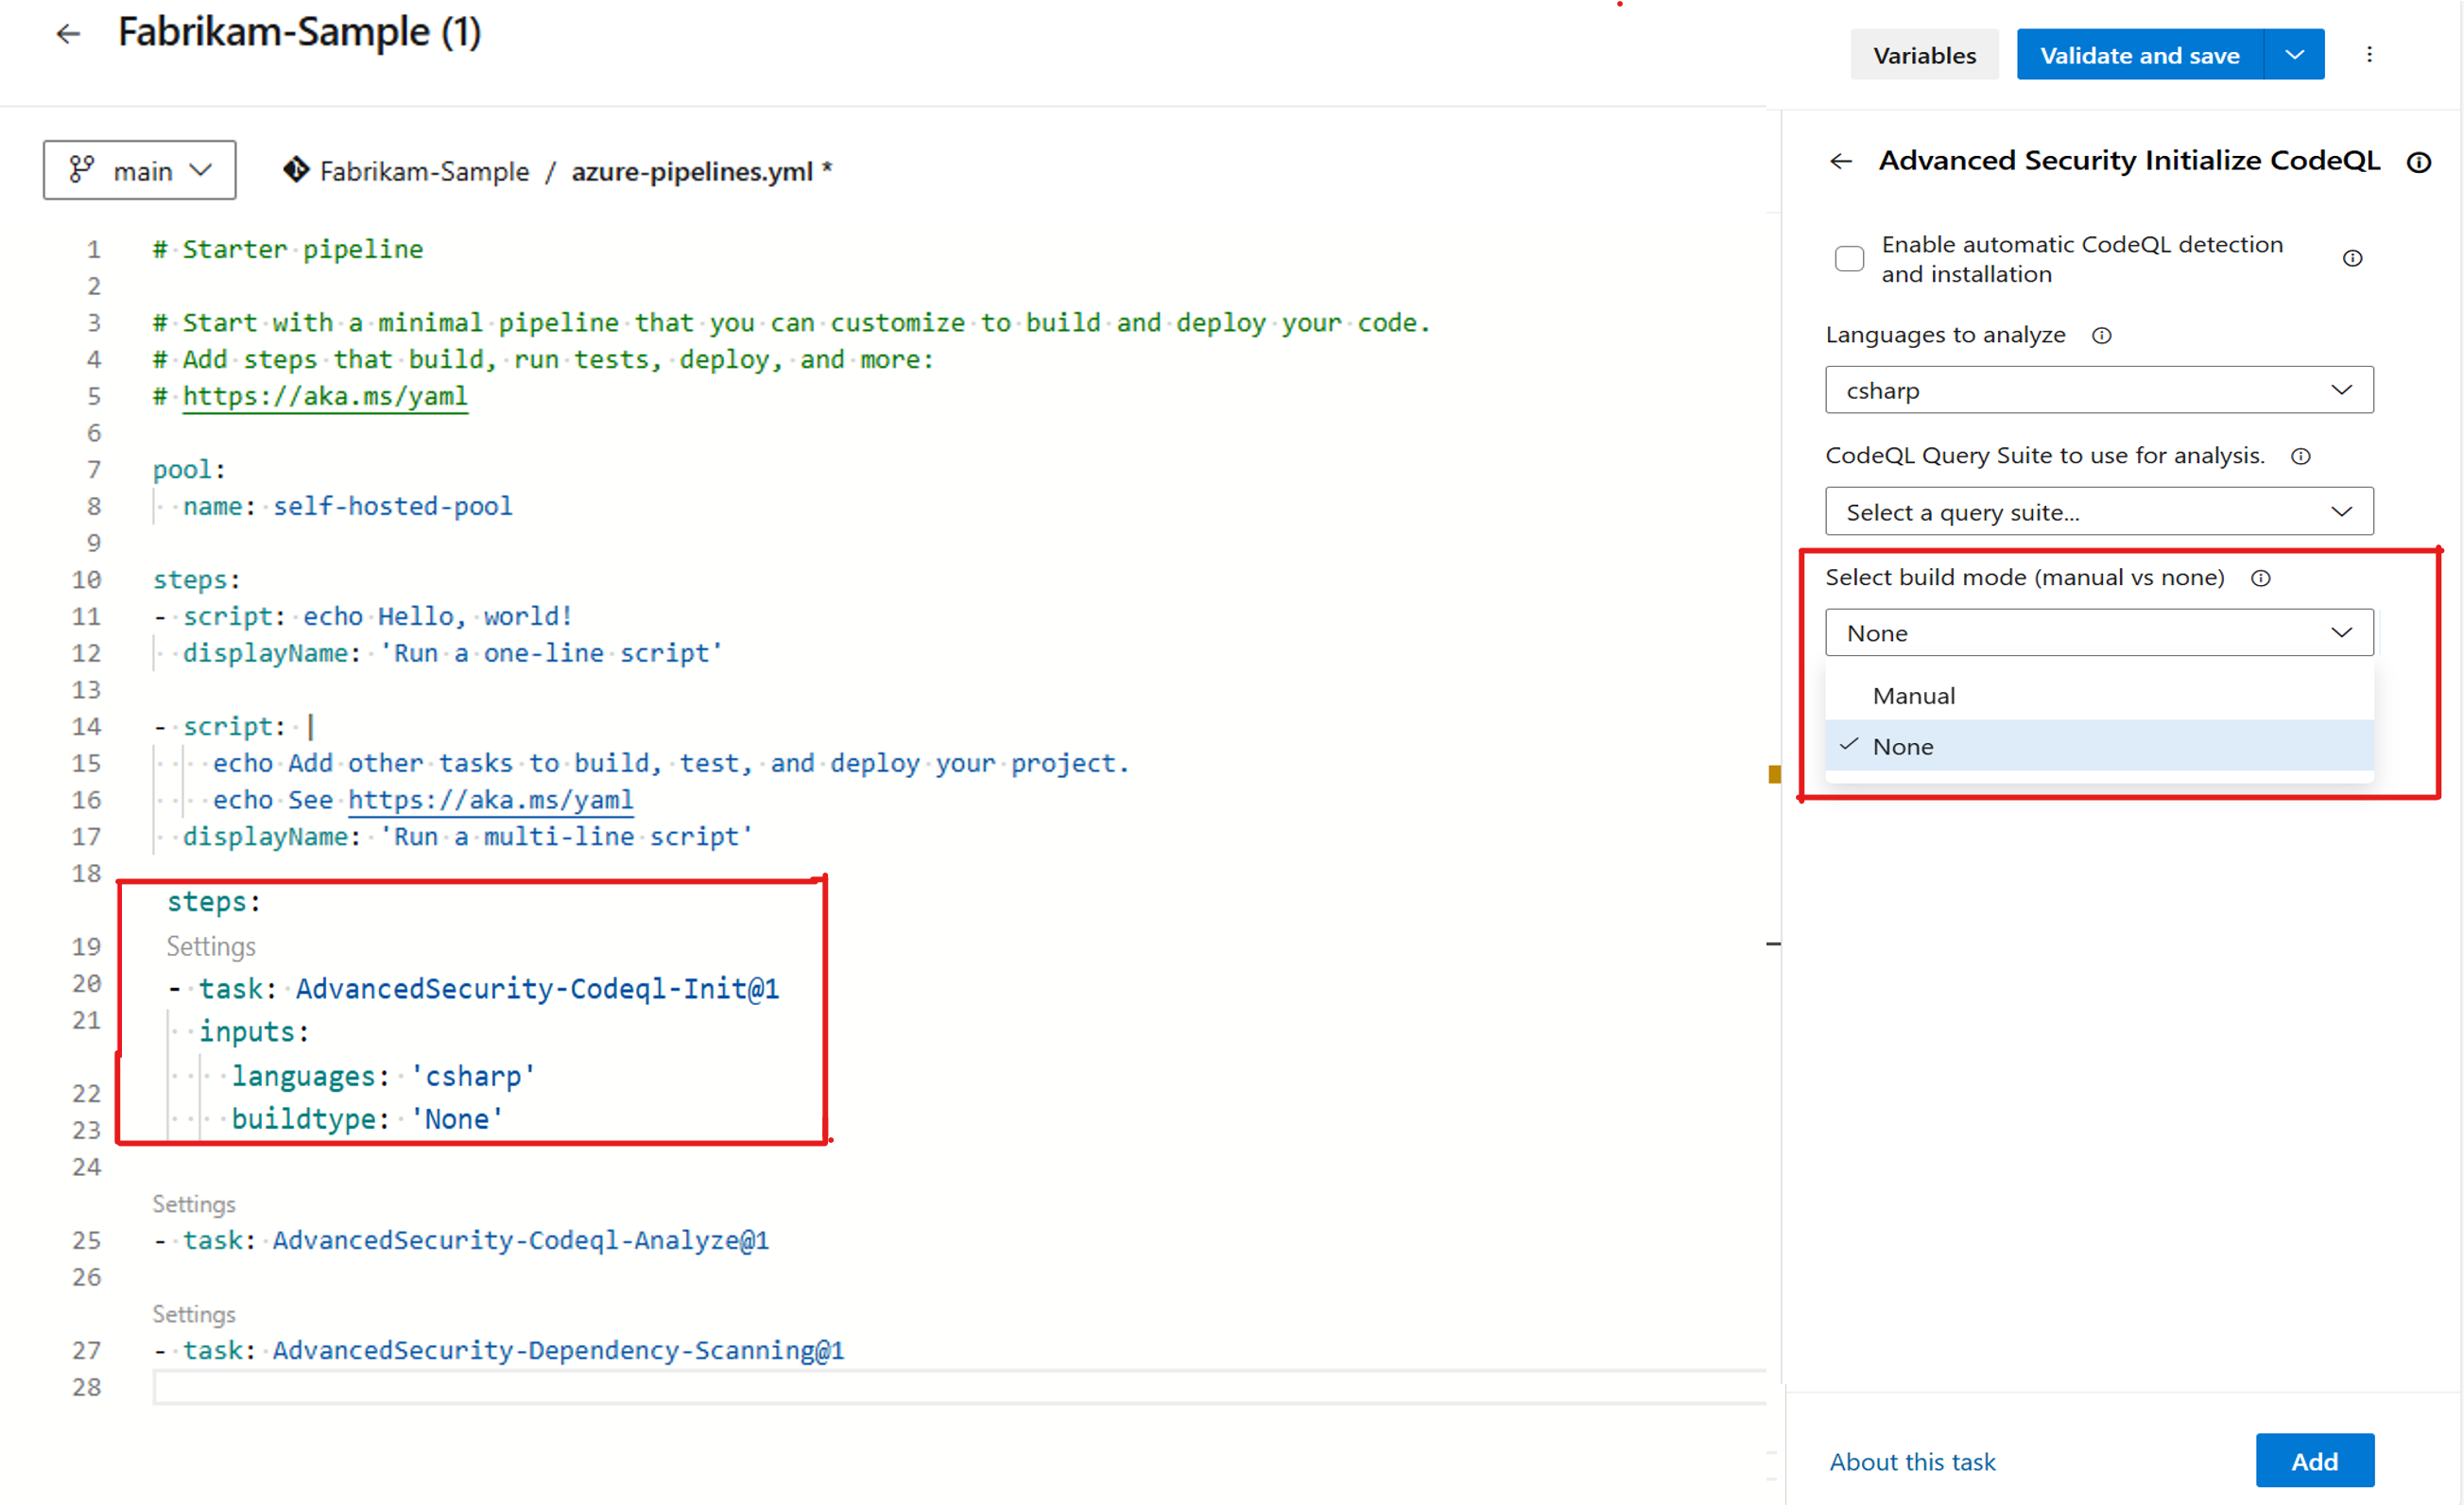 Fabrikam-Sample (1)
Variables
Validate and save
main
Fabrikam-Sample / azure-pipelines.yml *
1 # Starter pipeline
2
3 # Start with a minimal pipeline that you can customize to build and deploy your code.
4 # Add steps that build, run tests, deploy, and more:
5 # https://aka.ms/yaml
6
7 pool:
8 name: self-hosted-pool
9
10 steps:
11 - script: echo Hello, world!
12 displayName: 'Run a one-line script'
13
14 - script: |
15 echo Add other tasks to build, test, and deploy your project.
16 echo See https://aka.ms/yaml
17 displayName: 'Run a multi-line script'
18
steps:
19 Settings
20 - task: AdvancedSecurity-Codeql-Init@1
21 inputs:
22 languages: 'csharp'
23 buildtype: 'None'
24
Settings
25 - task: AdvancedSecurity-Codeql-Analyze@1
26
Settings
27 - task: AdvancedSecurity-Dependency-Scanning@1
28
Advanced Security Initialize CodeQL
Enable automatic CodeQL detection
and installation
Languages to analyze
csharp
CodeQL Query Suite to use for analysis.
Select a query suite...
Select build mode (manual vs none)
None
Manual
None
About this task
Add